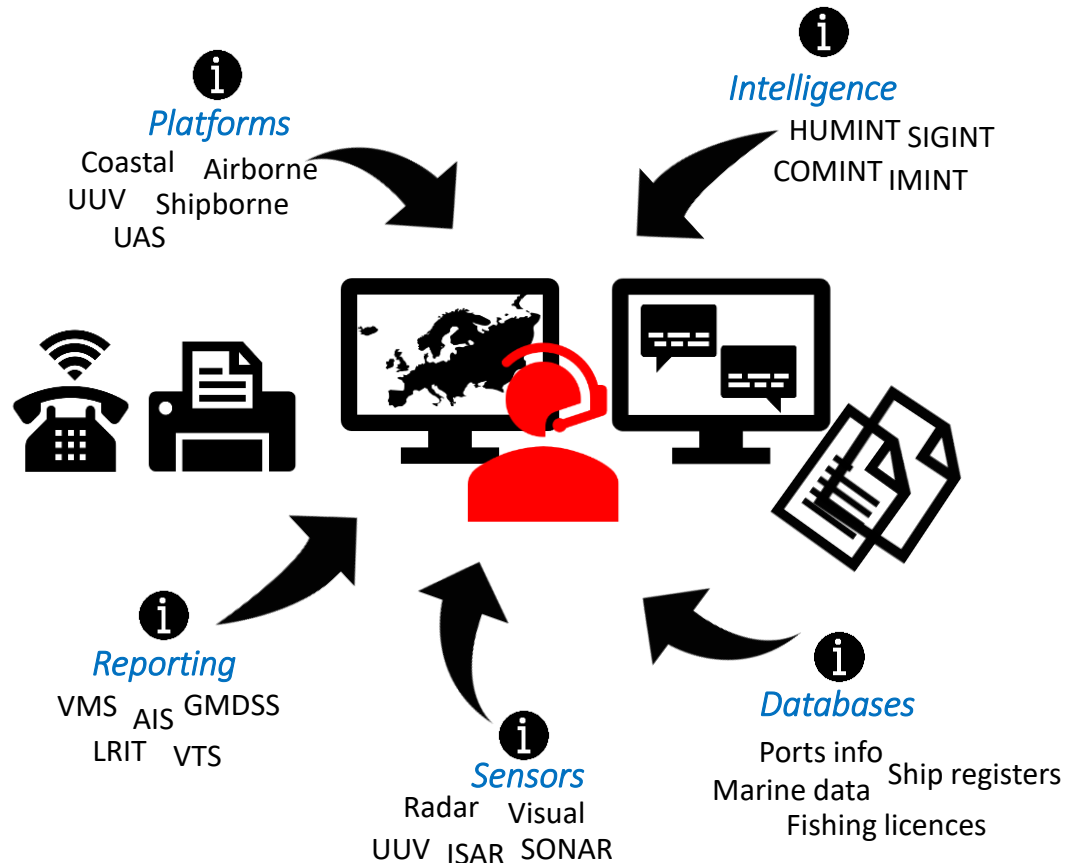 Platforms
Coastal Airborne
UUV Shipborne
UAS
Intelligence
HUMINT SIGINT
COMINT IMINT
Reporting
VMS AIS GMDSS
LRIT VTS
Sensors
Radar Visual
UUV ISAR SONAR
Databases
Ports info
Marine data Ship registers
Fishing licences